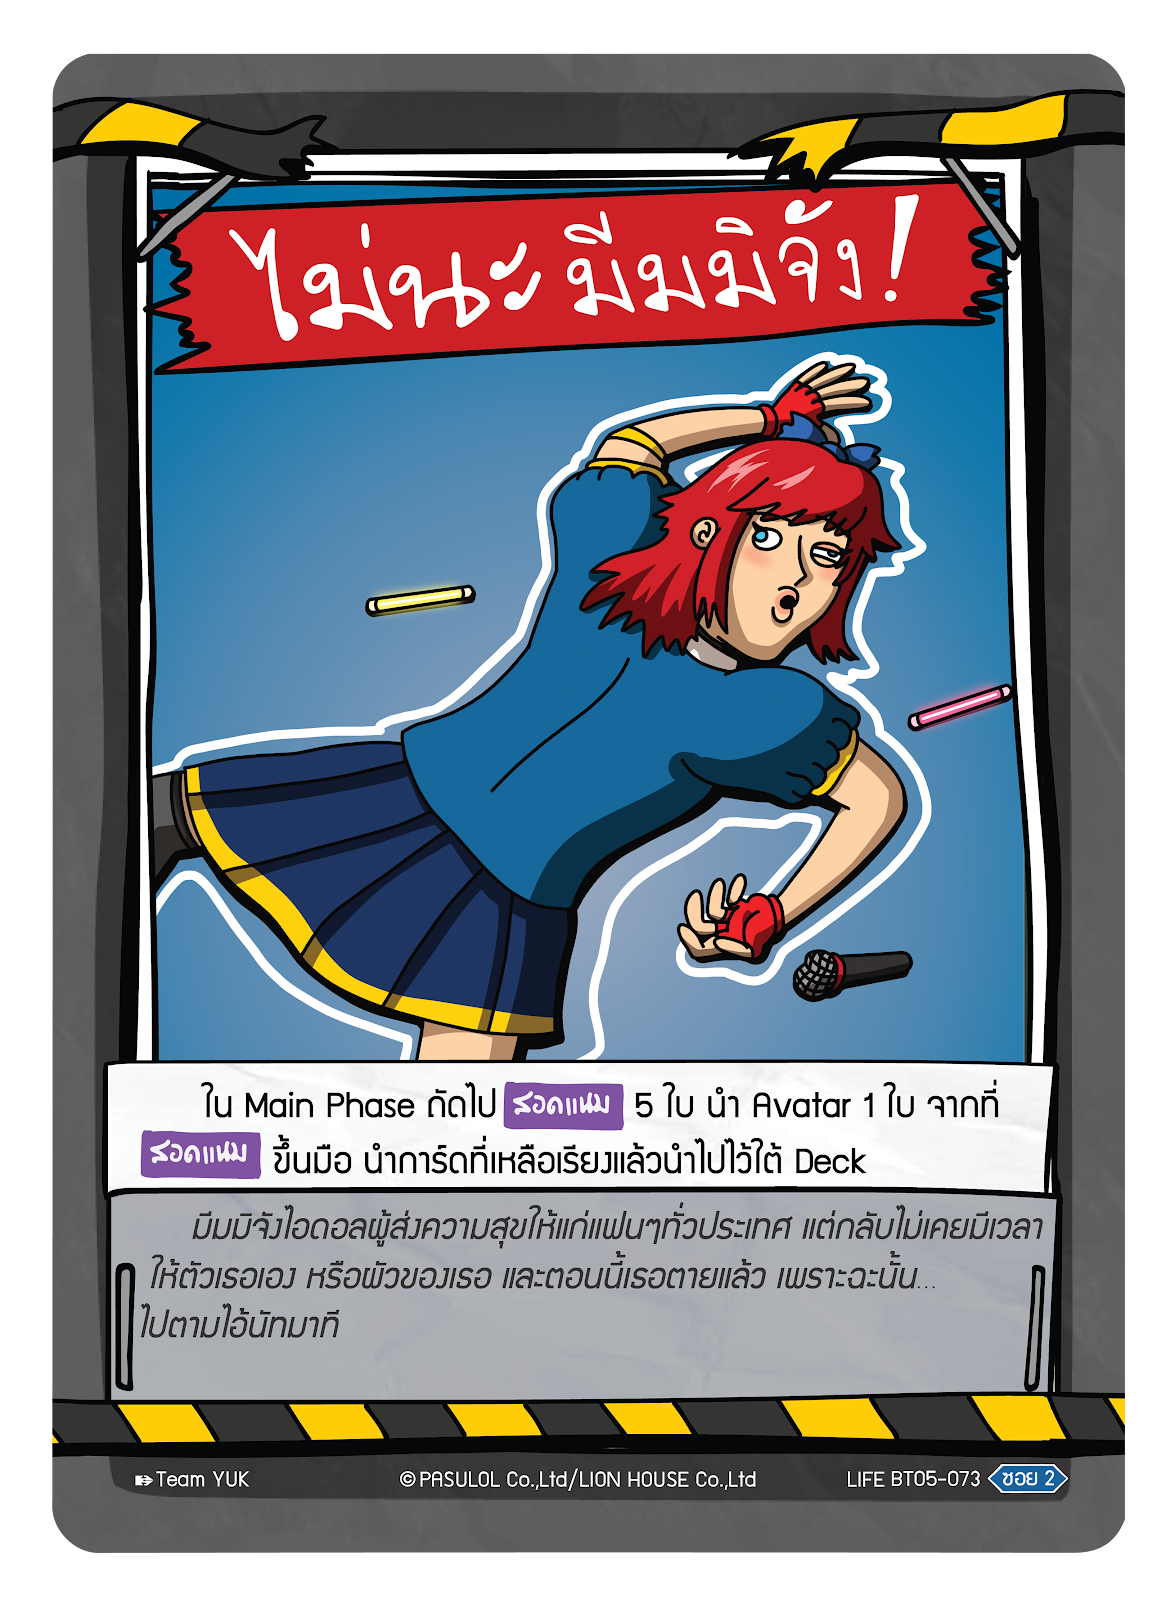 ไม่นะ มีมมิจัง!
ใน Main Phase ถัดไป สอดแนม 5 ใบ นำ Avatar 1 ใบ จากที่
สอดแนม ขึ้นมือ นำการ์ดที่เหลือเรียงแล้วนำไปไว้ใต้ Deck
มีมมิจังไอดอลผู้ส่งความสุขให้แก่แฟนๆทั่วประเทศ แต่กลับไม่เคยมีเวลา
ให้ตัวเธอเอง หรือผัวของเธอ และตอนนี้เธอตายแล้ว เพราะฉะนั้น...
ไปตามไอ้นัทมาที
Team YUK ©PASULOL Co.,Ltd/LION HOUSE Co.,Ltd LIFE BT05-073 ซอย 2